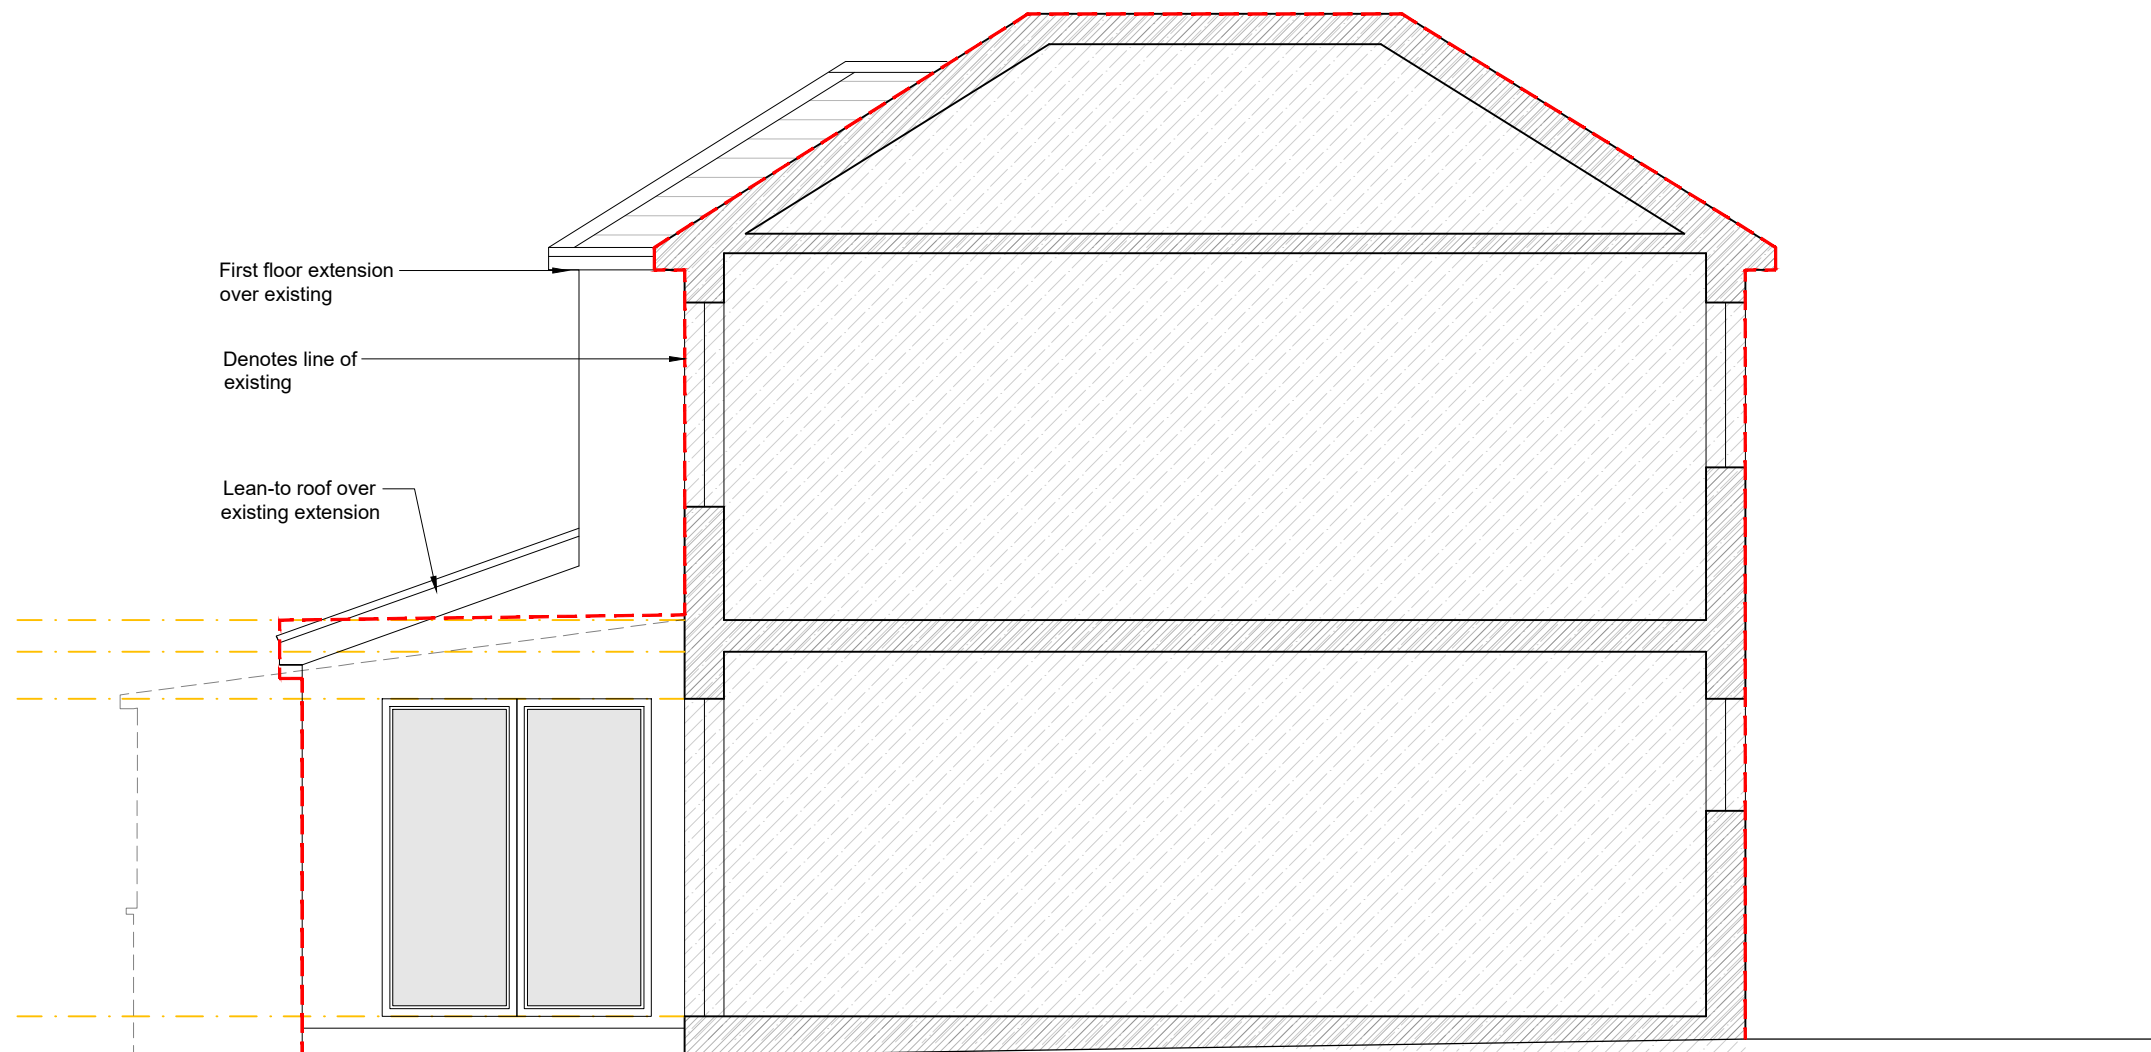 First floor extension
over existing
Denotes line of
existing
Lean-to roof over
existing extension